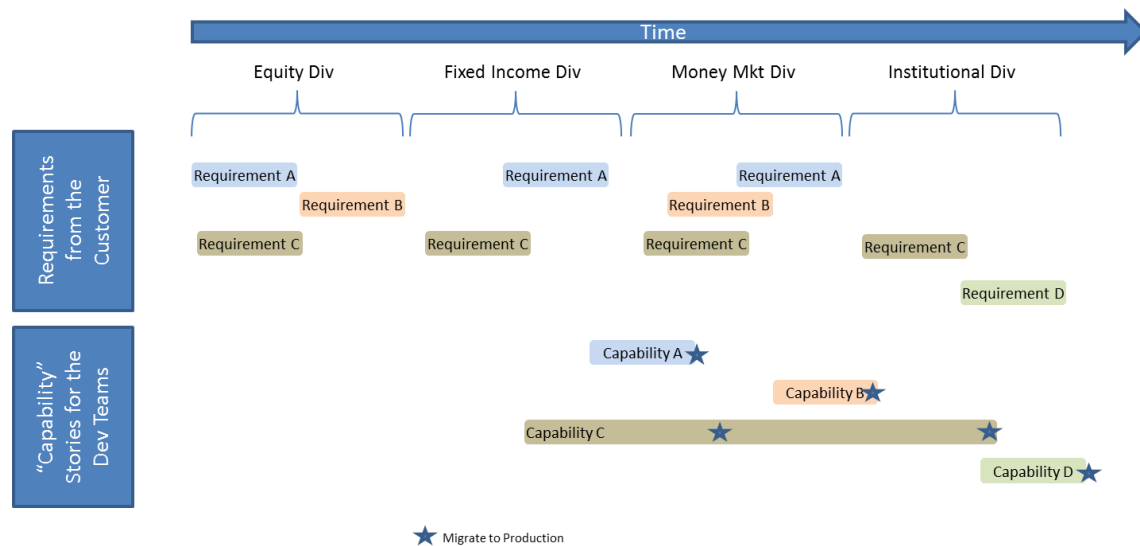 Time
Equity Div
Fixed Income Div
Money Mkt Div
Institutional Div
Requirements
from the
Customer
Requirement A
Requirement A
Requirement A
Requirement B
Requirement B
Requirement C
Requirement C
Requirement C
Requirement C
Requirement D
“Capability”
Stories for the
Dev Teams
Capability A
Capability B
Capability C
Capability D
Migrate to Production